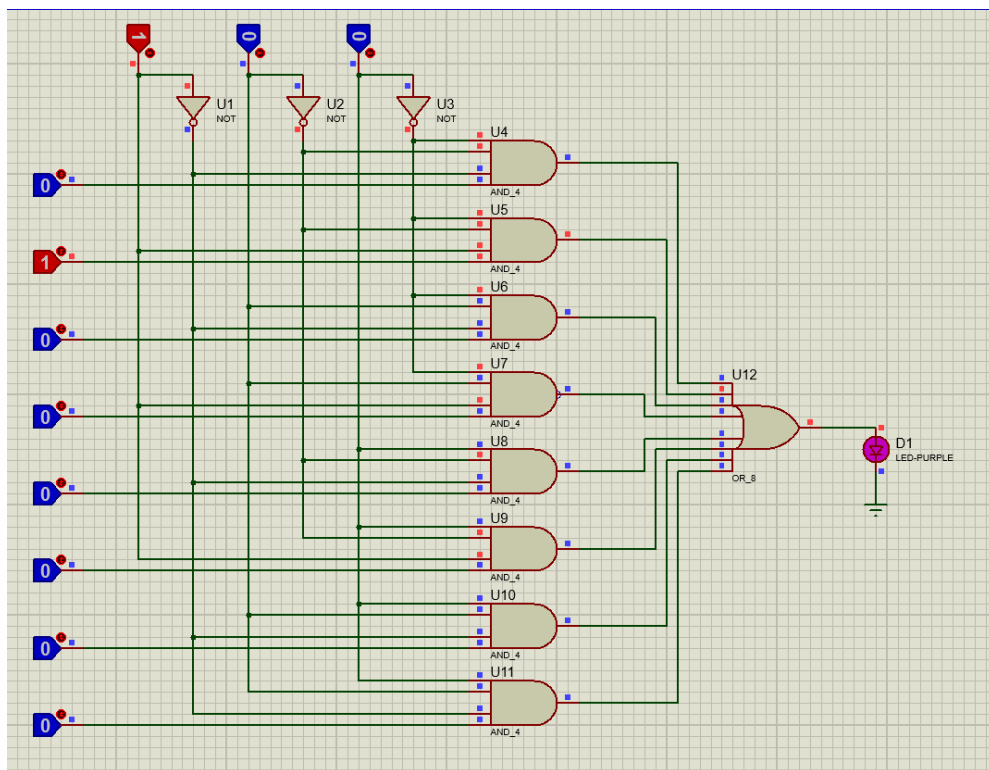 1 0 0
U1
NOT
U2
NOT
U3
NOT
U4
AND_4
0
U5
AND_4
1
U6
AND_4
0
U7
AND_4
0
U12
OR_8
D1
LED-PURPLE
U8
AND_4
0
U9
AND_4
0
U10
AND_4
0
U11
AND_4
0